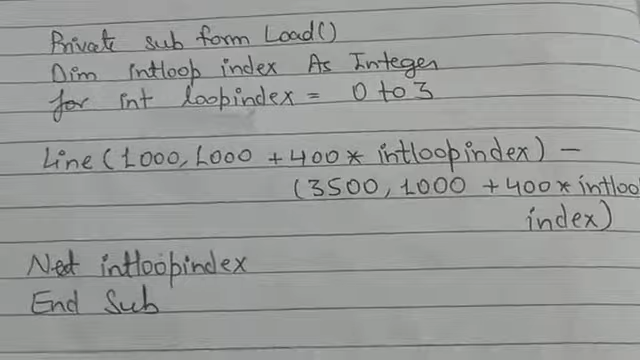 Private sub form Load()
Dim intloop index As Integer
for int loopindex = 0 to 3
Line (1000, 1000 + 400 * intloopindex) -
(3500, 1000 + 400 * intloo
index)
Next intloopindex
End Sub